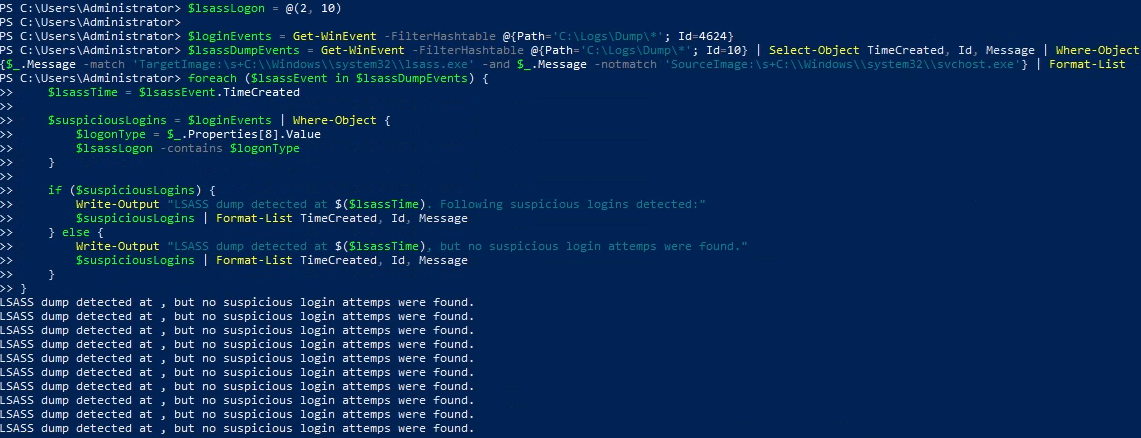 PS C:\Users\Administrator> $lsassLogon = @(2, 10)
PS C:\Users\Administrator>
PS C:\Users\Administrator> $loginEvents = Get-WinEvent -FilterHashtable @{Path='C:\Logs\Dump\*'; Id=4624}
PS C:\Users\Administrator> $lsassDumpEvents = Get-WinEvent -FilterHashtable @{Path='C:\Logs\Dump\*'; Id=10} | Select-Object TimeCreated, Id, Message | Where-Object
{$_.Message -match 'TargetImage:\s+C:\\Windows\\system32\\lsass.exe' -and $_.Message -notmatch 'SourceImage:\s+C:\\Windows\\system32\\svchost.exe'} | Format-List
PS C:\Users\Administrator> foreach ($lsassEvent in $lsassDumpEvents) {
>>     $lsassTime = $lsassEvent.TimeCreated
>>
>>     $suspiciousLogins = $loginEvents | Where-Object {
>>         $logonType = $_.Properties[8].Value
>>         $lsassLogon -contains $logonType
>>     }
>>
>>     if ($suspiciousLogins) {
>>         Write-Output "LSASS dump detected at $($lsassTime). Following suspicious logins detected:"
>>         $suspiciousLogins | Format-List TimeCreated, Id, Message
>>     } else {
>>         Write-Output "LSASS dump detected at $($lsassTime), but no suspicious login attemps were found."
>>         $suspiciousLogins | Format-List TimeCreated, Id, Message
>>     }
>> }
LSASS dump detected at , but no suspicious login attemps were found.
LSASS dump detected at , but no suspicious login attemps were found.
LSASS dump detected at , but no suspicious login attemps were found.
LSASS dump detected at , but no suspicious login attemps were found.
LSASS dump detected at , but no suspicious login attemps were found.
LSASS dump detected at , but no suspicious login attemps were found.
LSASS dump detected at , but no suspicious login attemps were found.
LSASS dump detected at , but no suspicious login attemps were found.
LSASS dump detected at , but no suspicious login attemps were found.
LSASS dump detected at , but no suspicious login attemps were found.